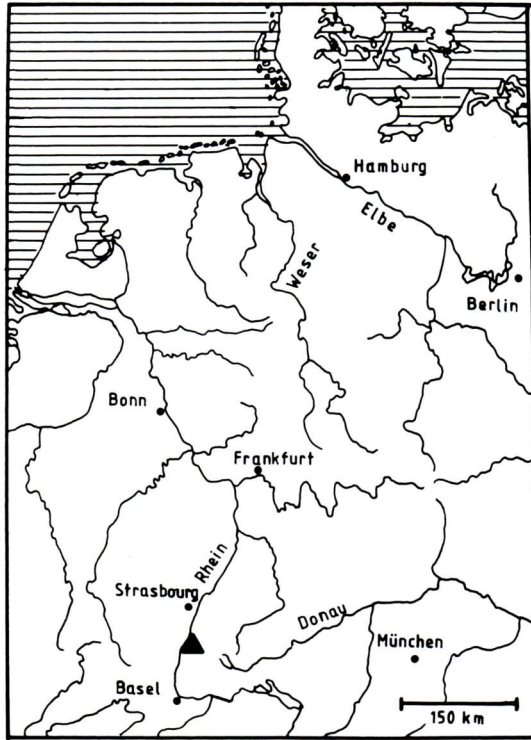 Hamburg
Elbe
Weser
Berlin
Bonn
Frankfurt
Rhein
Strasbourg
Donau
München
Basel
150 km